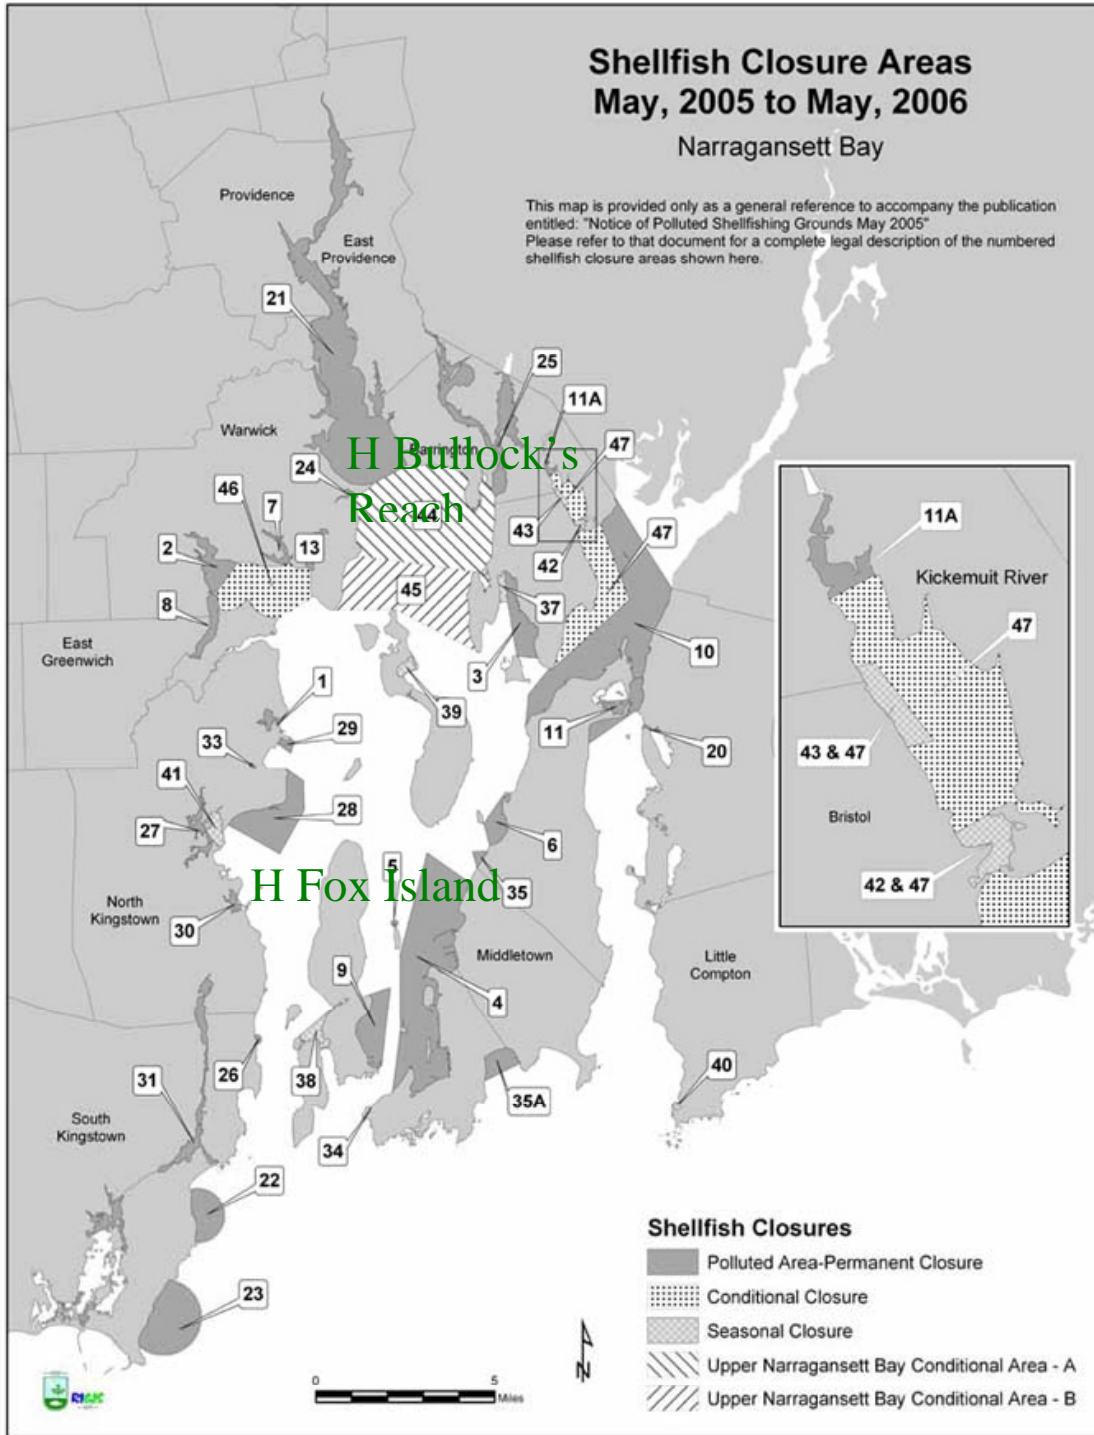 Shellfish Closure Areas
May, 2005 to May, 2006
Narragansett Bay
This map is provided only as a general reference to accompany the publication
entitled: "Notice of Polluted Shellfishing Grounds May 2005"
Please refer to that document for a complete legal description of the numbered
shellfish closure areas shown here.
Providence
East
Providence
21
25
11A
Warwick
Barrington
47
H Bullock's
Reach
24
46
7
44
43
2
13
42
47
45
37
8
East
Greenwich
10
3
1
39
11
29
20
33
41
28
27
6
5
H Fox Island
35
North
Kingstown
30
Middletown
Little
Compton
9
4
26
38
40
31
35A
South
Kingstown
34
22
23
11A
Kickemuit River
47
43 & 47
Bristol
42 & 47
Shellfish Closures
Polluted Area-Permanent Closure
Conditional Closure
Seasonal Closure
Upper Narragansett Bay Conditional Area - A
Upper Narragansett Bay Conditional Area - B
N
0 5
Miles
RIGIS